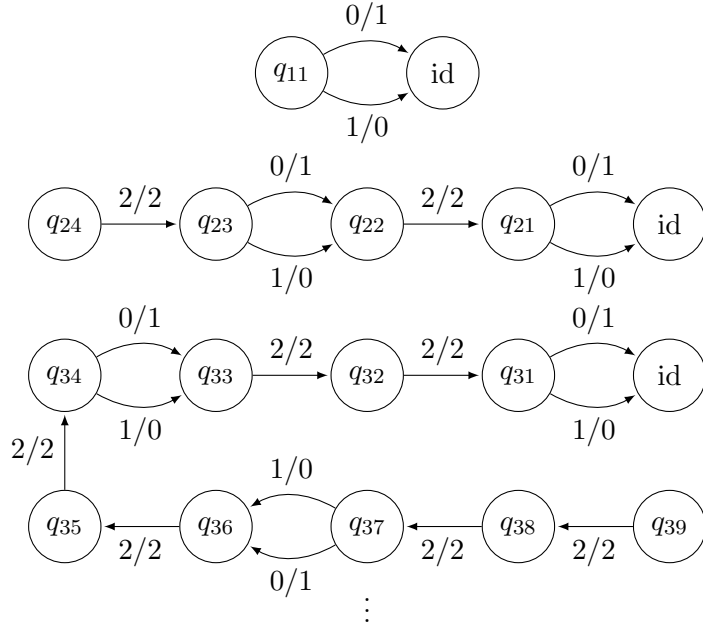 0/1
q11 id
1/0
0/1 0/1
2/2 2/2
q24 q23 q22 q21 id
1/0 1/0
0/1 0/1
2/2 2/2
q34 q33 q32 q31 id
1/0 1/0
2/2
1/0
q35 q36 q37 q38 q39
2/2 2/2 2/2
0/1
⋮